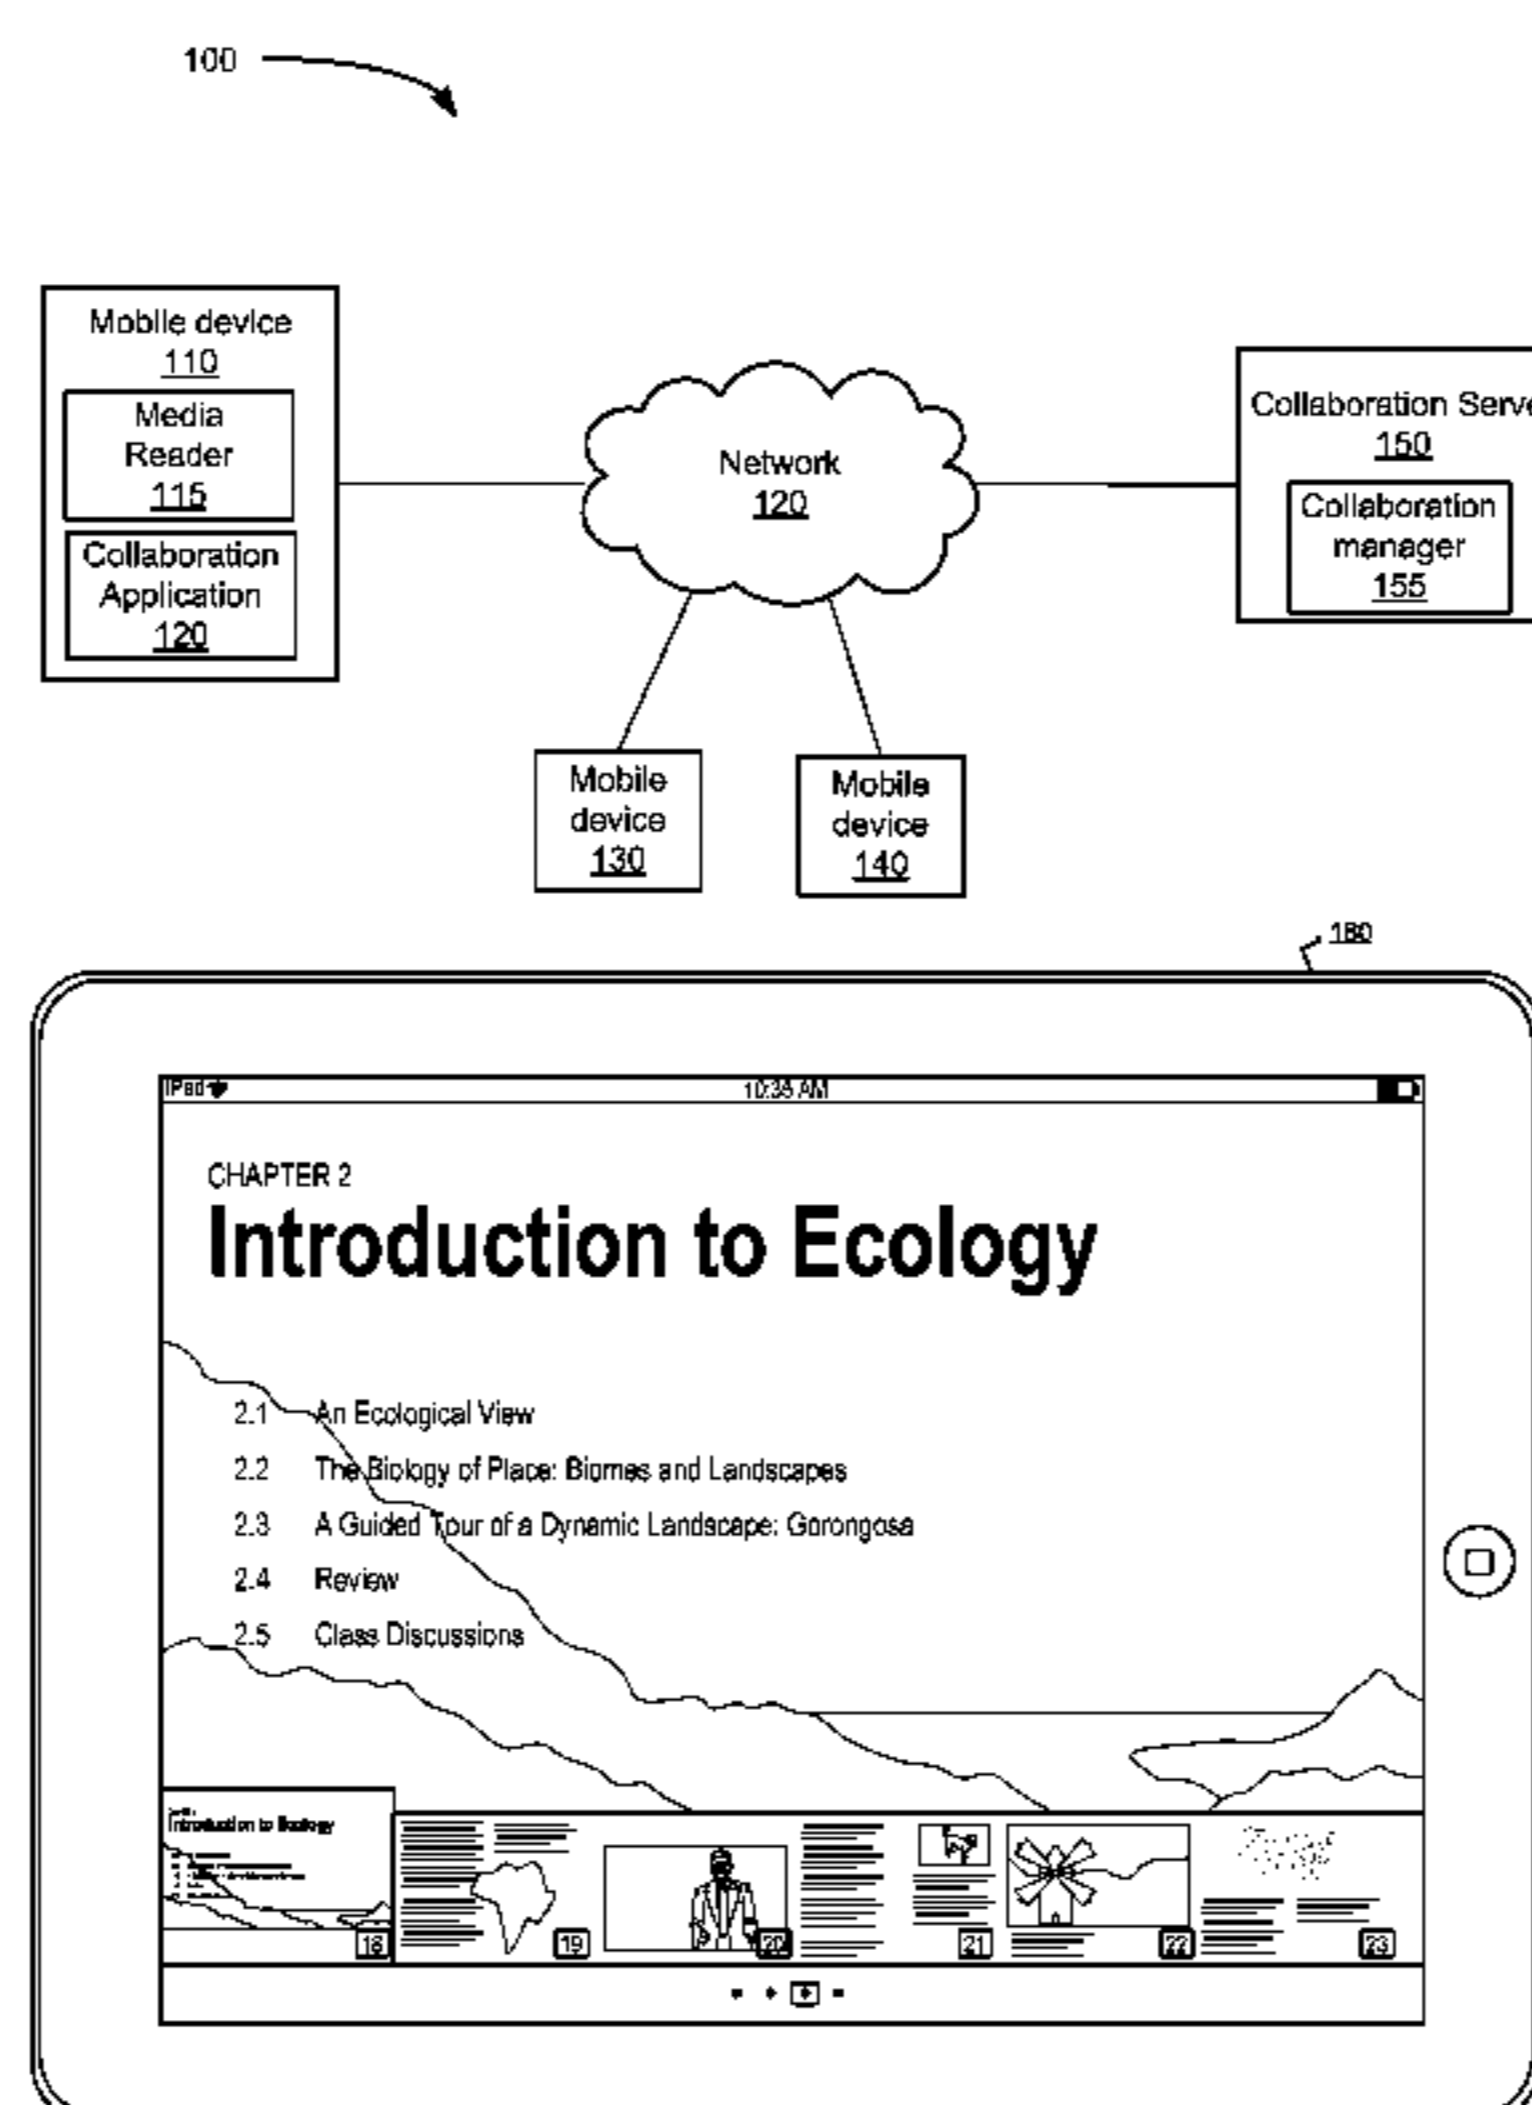 100
Mobile device
110
Media
Reader
115
Collaboration
Application
120
Network
120
Collaboration Serve
150
Collaboration
manager
155
Mobile
device
130
Mobile
device
140
iPad
10:35 AM
CHAPTER 2
Introduction to Ecology
2.1 An Ecological View
2.2 The Biology of Place: Biomes and Landscapes
2.3 A Guided Tour of a Dynamic Landscape: Gorongosa
2.4 Review
2.5 Class Discussions
Introduction to Ecology
18
19
20
21
22
23